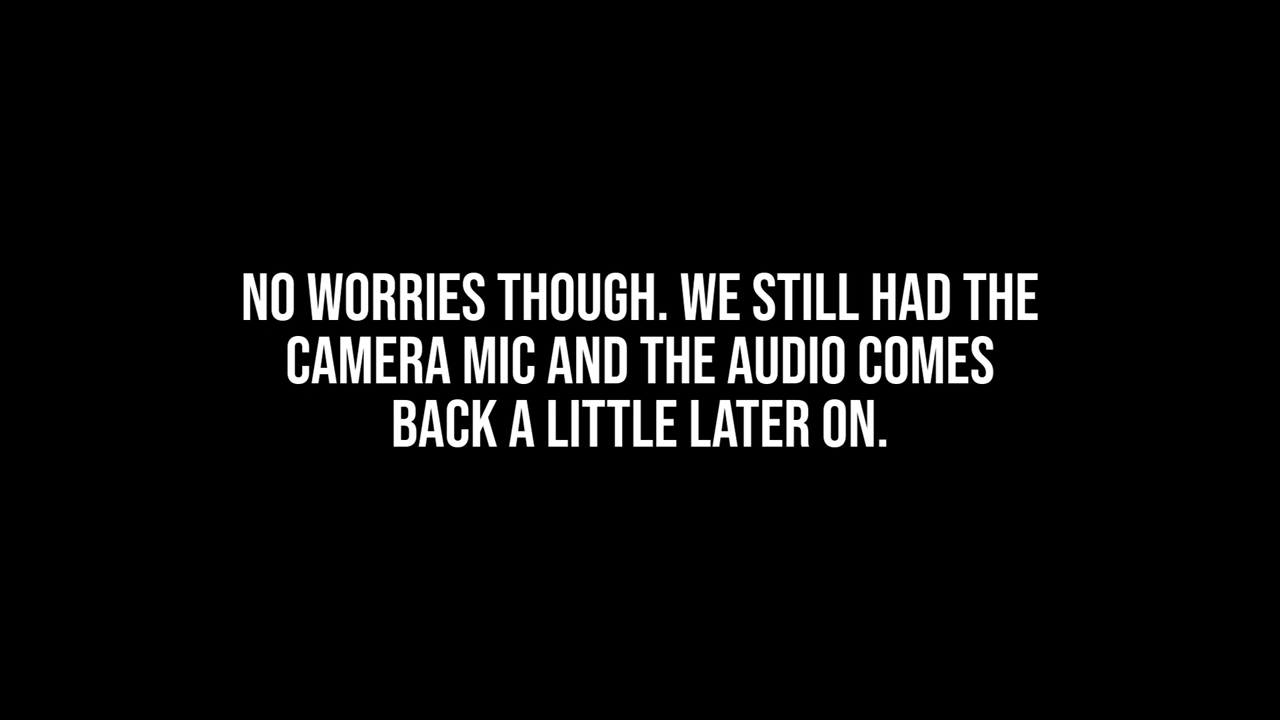 NO WORRIES THOUGH. WE STILL HAD THE
CAMERA MIC AND THE AUDIO COMES
BACK A LITTLE LATER ON.